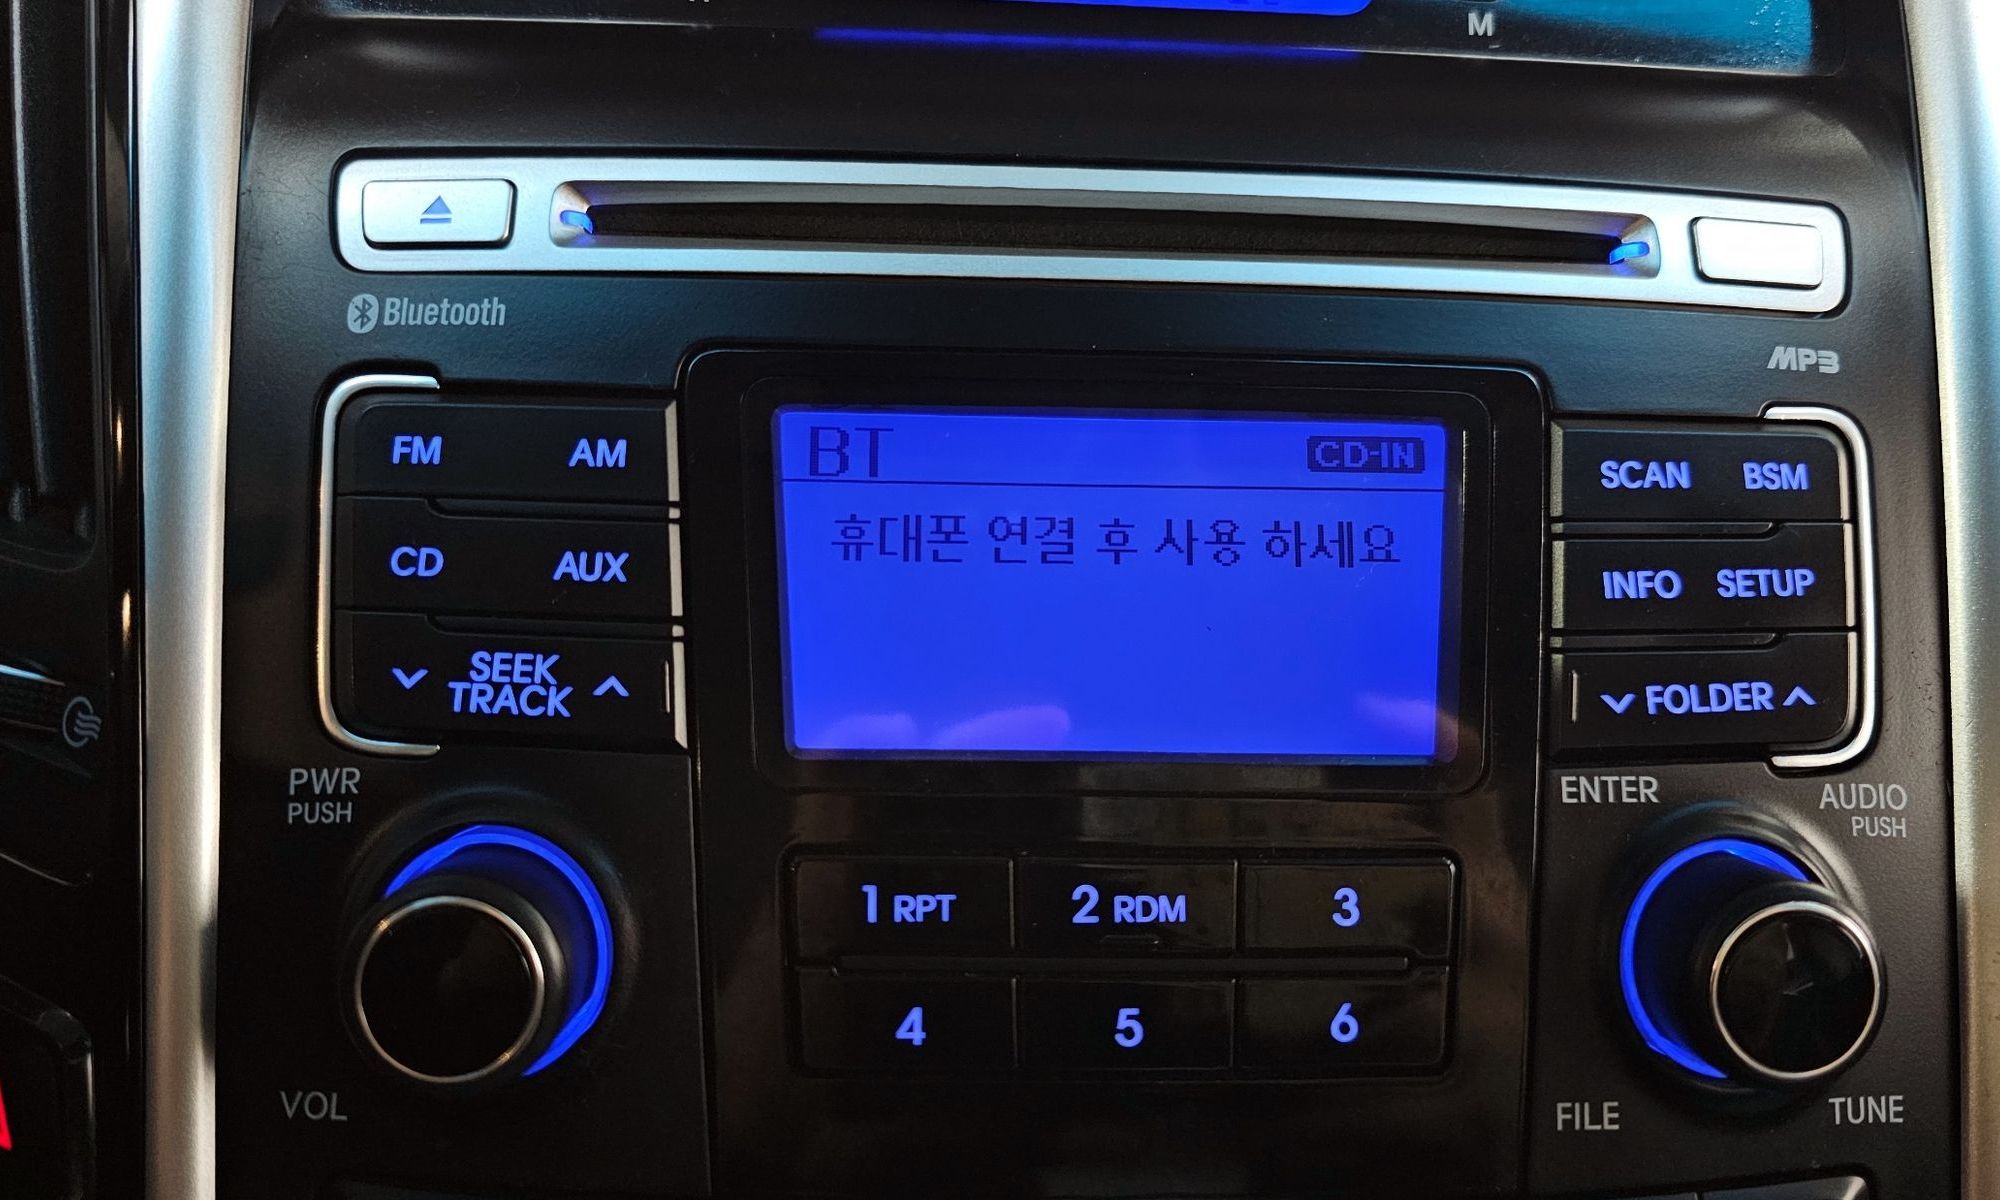 M
Bluetooth
MP3
FM AM
CD AUX
SEEK
TRACK
BT CD-IN
휴대폰 연결 후 사용 하세요
SCAN BSM
INFO SETUP
FOLDER
PWR
PUSH
VOL
1 RPT 2 RDM 3
4 5 6
ENTER AUDIO
PUSH
FILE TUNE